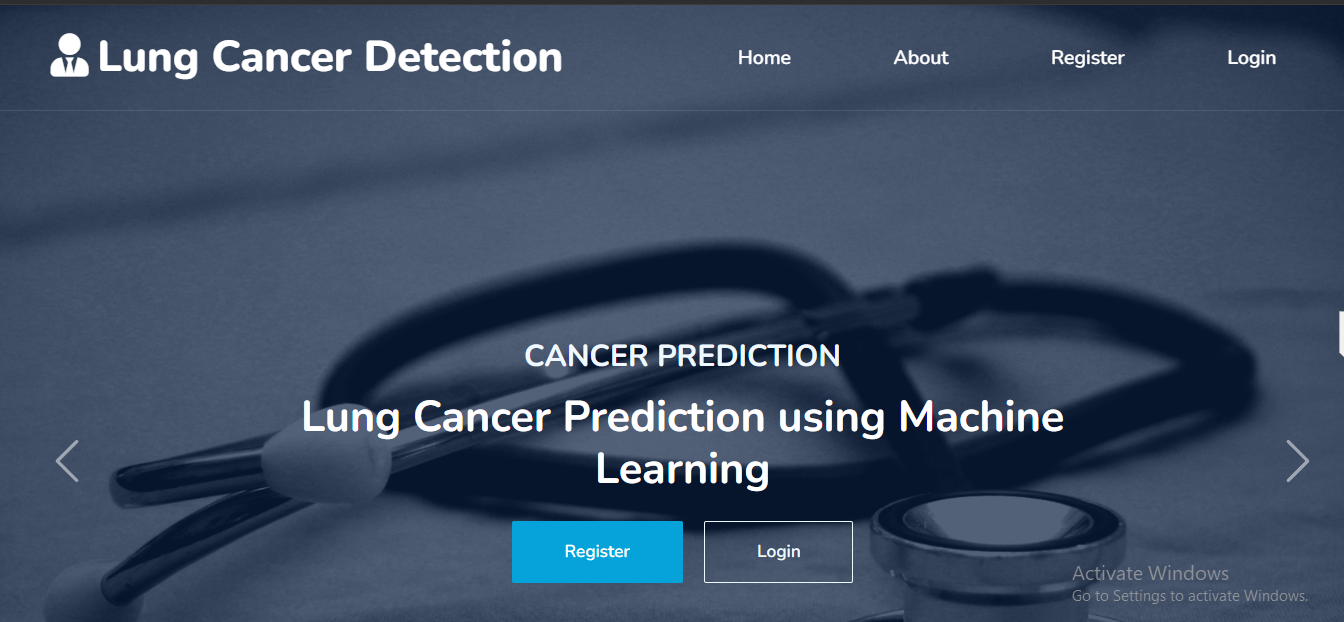 Lung Cancer Detection
Home
About
Register
Login
CANCER PREDICTION
Lung Cancer Prediction using Machine
Learning
Register
Login
Activate Windows
Go to Settings to activate Windows.